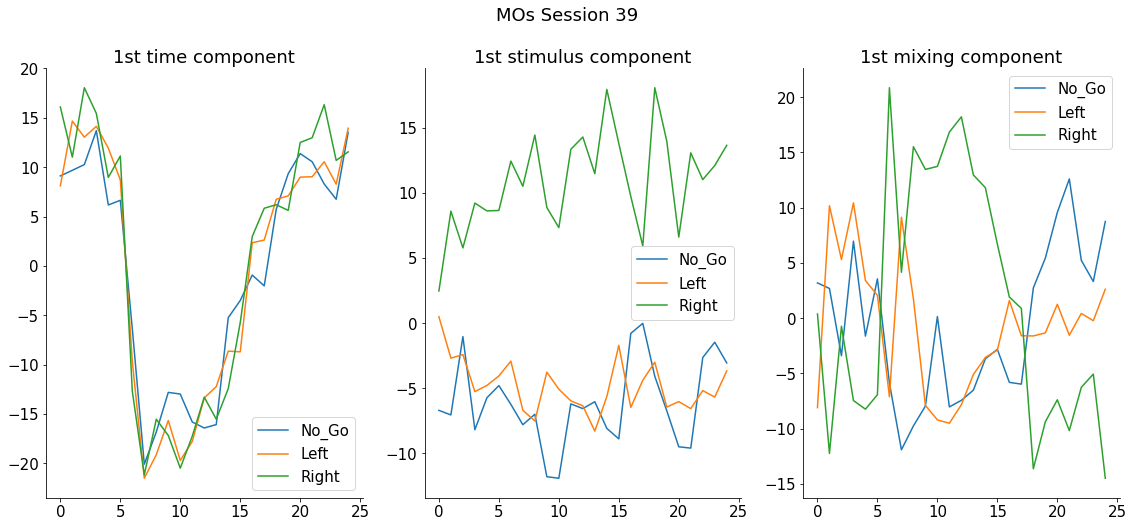 MOs Session 39
1st time component
20
15
10
5
0
−5
−10
−15
−20
0 5 10 15 20 25
No_Go
Left
Right
1st stimulus component
15
10
5
0
−5
−10
0 5 10 15 20 25
No_Go
Left
Right
1st mixing component
20
15
10
5
0
−5
−10
−15
0 5 10 15 20 25
No_Go
Left
Right